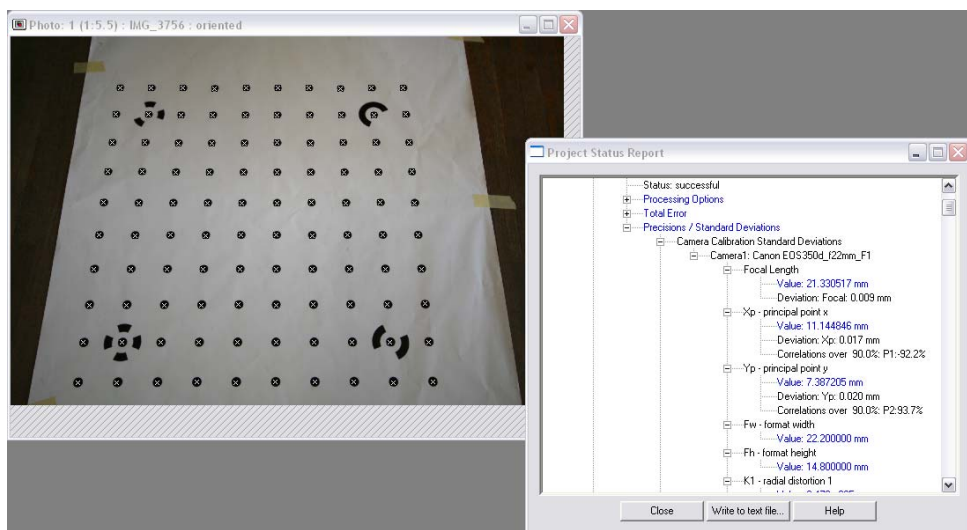 Photo: 1 (1:5.5) : IMG_3756 : oriented
Project Status Report
Status: successful
Processing Options
Total Error
Precisions / Standard Deviations
Camera Calibration Standard Deviations
Camera1: Canon EOS350d_f22mm_F1
Focal Length
Value: 21.330517 mm
Deviation: Focal: 0.009 mm
Xp - principal point x
Value: 11.144846 mm
Deviation: Xp: 0.017 mm
Correlations over 90.0%: P1:-92.2%
Yp - principal point y
Value: 7.387205 mm
Deviation: Yp: 0.020 mm
Correlations over 90.0%: P2:93.7%
Fw - format width
Value: 22.200000 mm
Fh - format height
Value: 14.800000 mm
K1 - radial distortion 1
Close Write to text file... Help